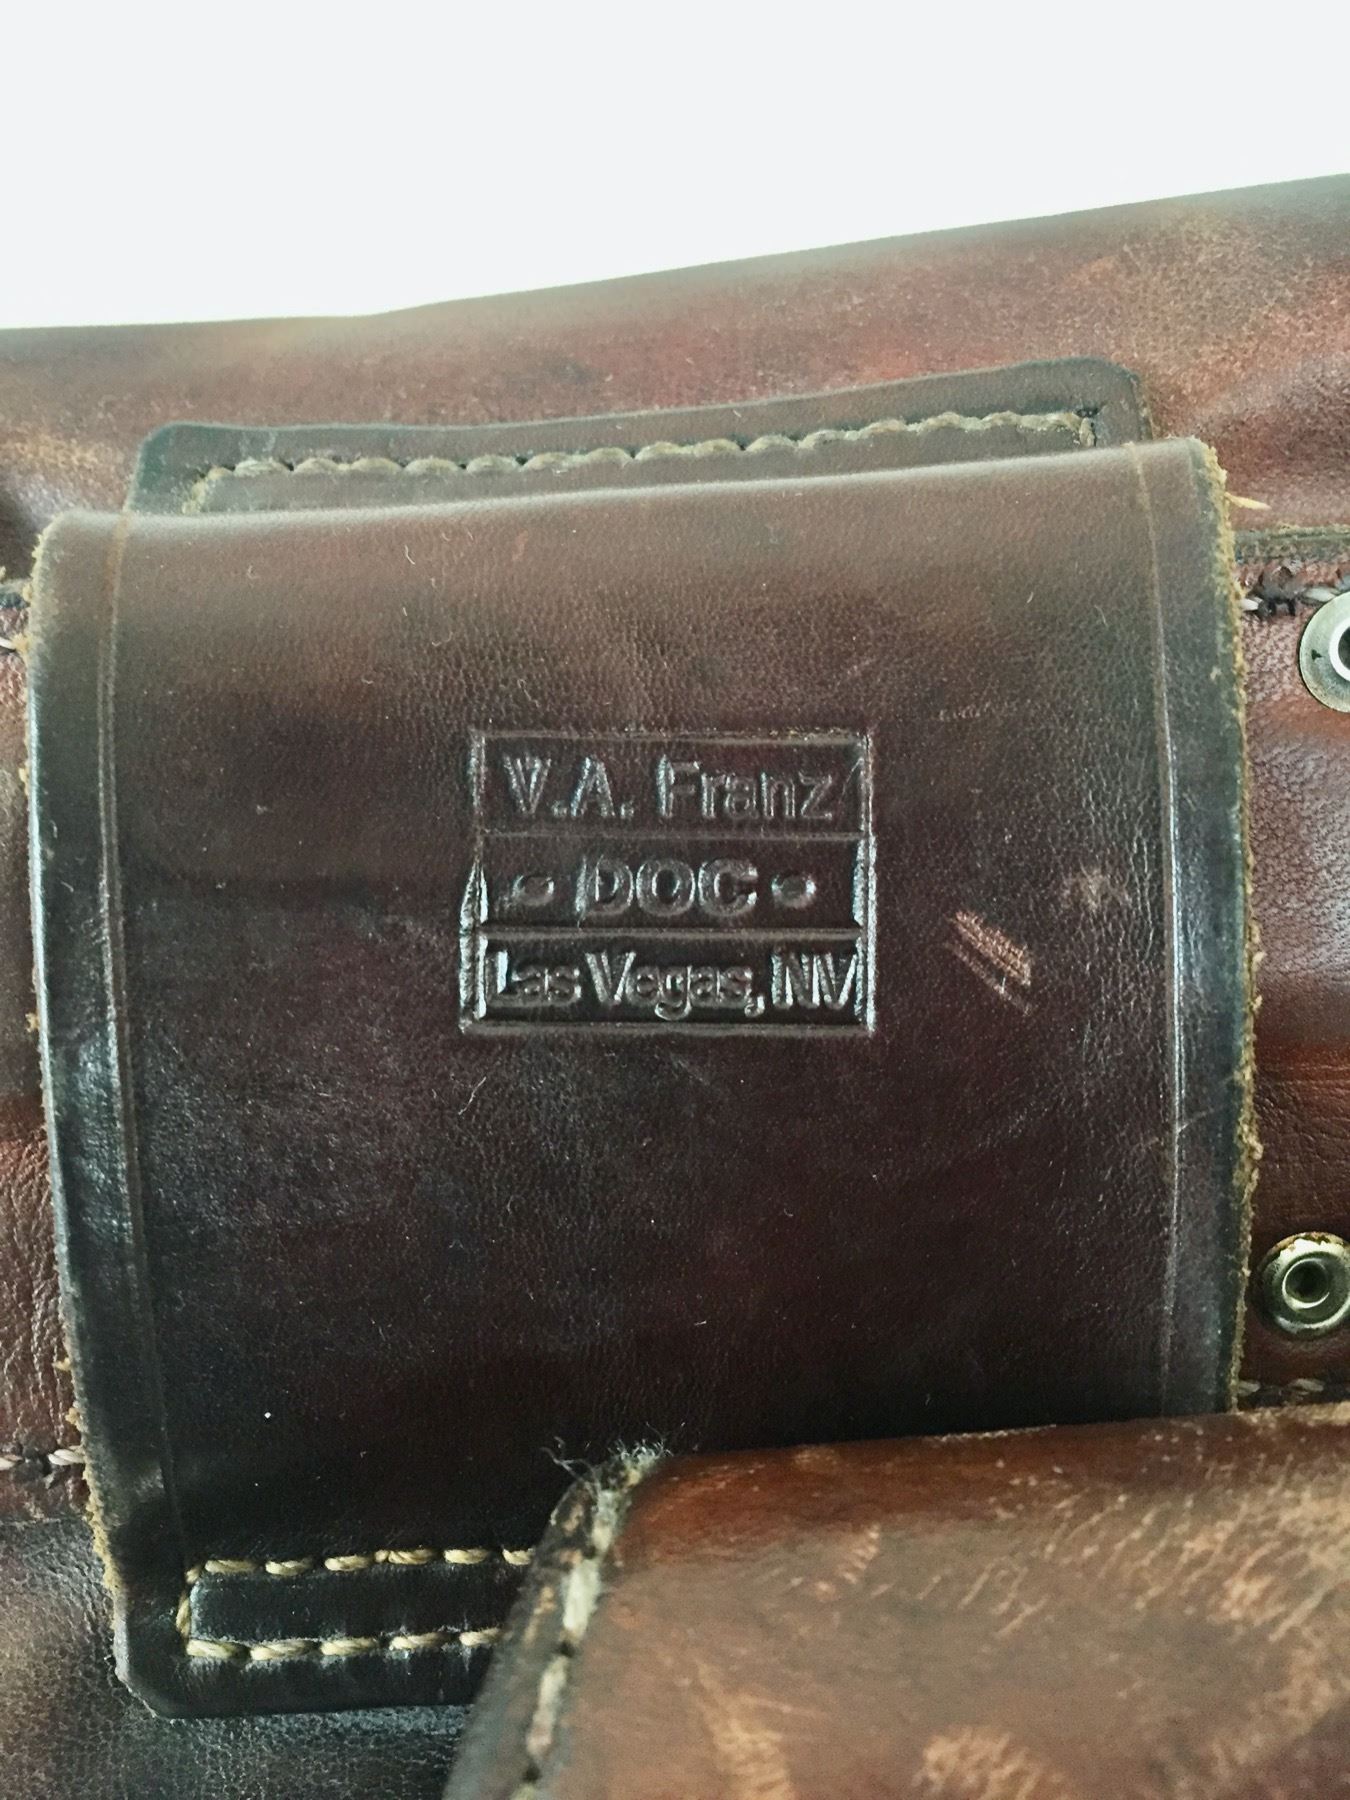 V.A. Franz
• DOC •
Las Vegas, NV